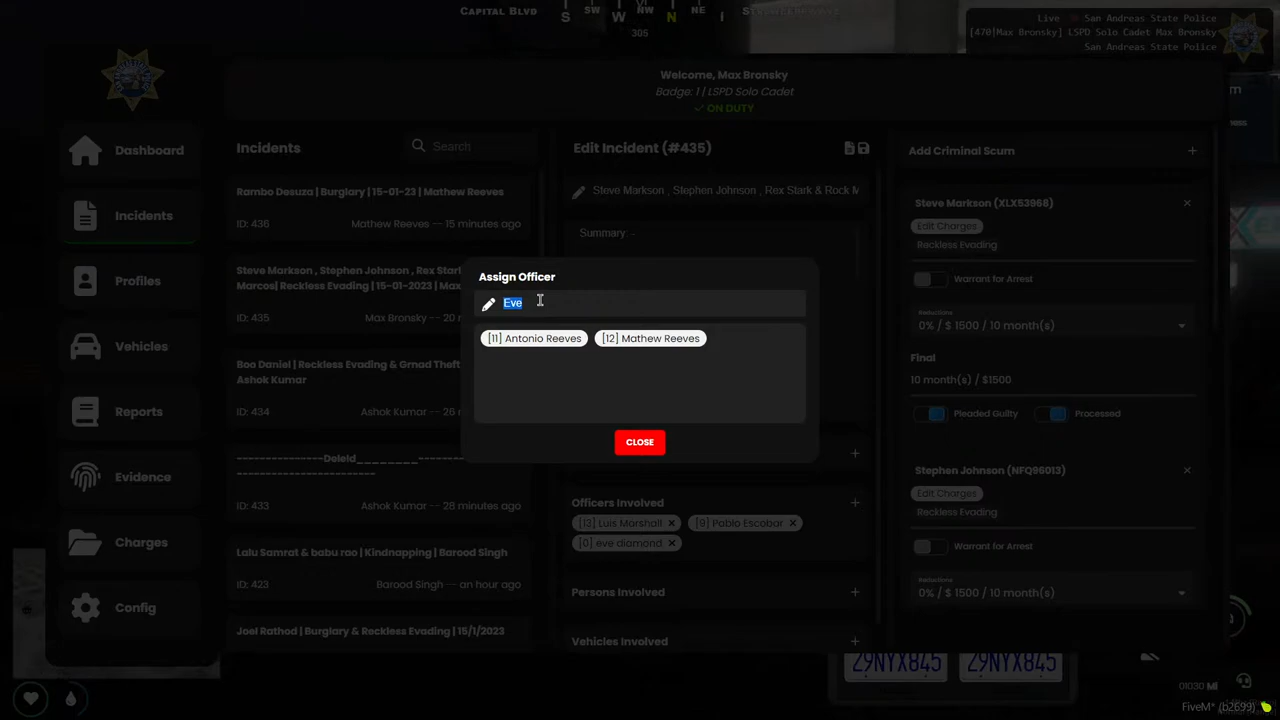 CAPITAL BLVD
S SW W NW N NE
305
Live San Andreas State Police
[470]Max Bronsky] LSPD Solo Cadet Max Bronsky
San Andreas State Police
Welcome, Max Bronsky
Badge: 1 | LSPD Solo Cadet
ON DUTY
Dashboard
Incidents
Profiles
Vehicles
Reports
Evidence
Charges
Config
Incidents
Search
Rambo Desuza | Burglary | 15-01-23 | Mathew Reeves
ID: 436 Mathew Reeves -- 15 minutes ago
Steve Markson , Stephen Johnson , Rex Star
Marcos| Reckless Evading | 15-01-2023 | Max
ID: 435 Max Bronsky -- 20 m
Boa Daniel | Reckless Evading & Grnad Theft
Ashok Kumar
ID: 434 Ashok Kumar -- 26 m
---------------Deleid________--------
--------------------
ID: 433 Ashok Kumar -- 28 minutes ago
Lalu Samrat & babu rao | Kindnapping | Barood Singh
ID: 423 Barood Singh -- an hour ago
Joel Rathod | Burglary & Reckless Evading | 15/1/2023
Edit Incident (#435)
Steve Markson , Stephen Johnson , Rex Stark & Rock M
Summary: -
Assign Officer
Eve
[11] Antonio Reeves [12] Mathew Reeves
CLOSE
Officers Involved
[13] Luis Marshall [9] Pablo Escobar
[0] eve diamond
Persons Involved
Vehicles Involved
Add Criminal Scum
Steve Markson (XLX53968)
Edit Charges
Reckless Evading
Warrant for Arrest
Reductions
0% / $ 1500 / 10 month(s)
Final
10 month(s) / $1500
Pleaded Guilty Processed
Stephen Johnson (NFQ96013)
Edit Charges
Reckless Evading
Warrant for Arrest
Reductions
0% / $ 1500 / 10 month(s)
Z9NYX845 Z9NYX845
01030 MI
FiveM* (b2699)